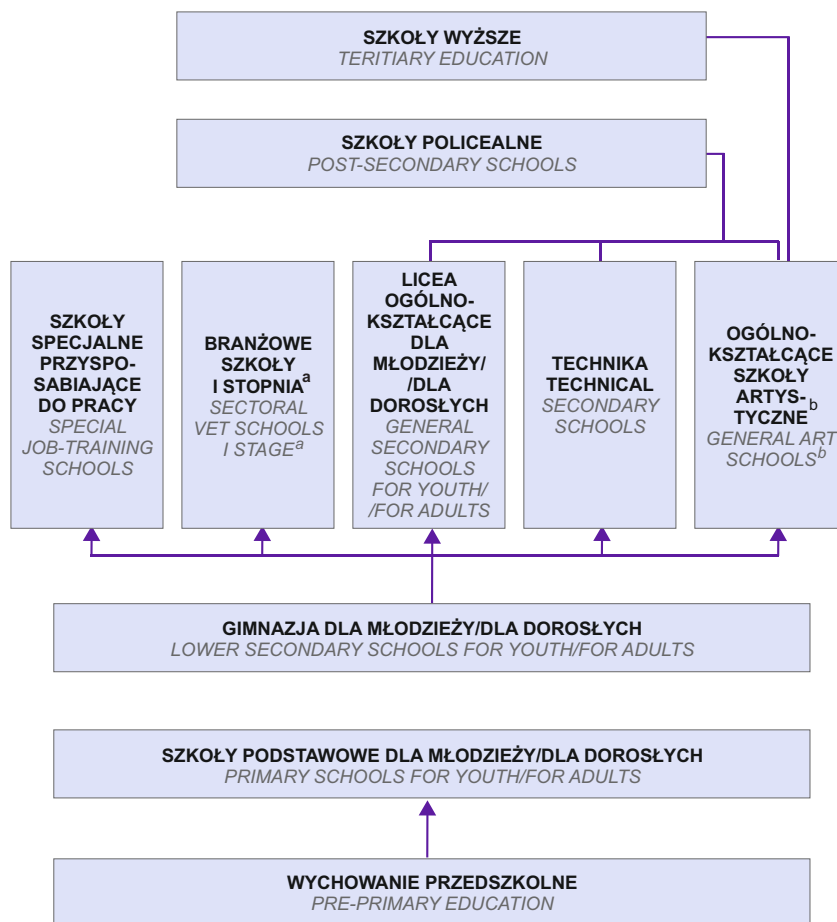 SZKOŁY WYŻSZE
TERITIARY EDUCATION
SZKOŁY POLICEALNE
POST-SECONDARY SCHOOLS
SZKOŁY
SPECJALNE
PRZYSPO-
SABIAJĄCE
DO PRACY
SPECIAL
JOB-TRAINING
SCHOOLS
BRANŻOWE
SZKOŁY
I STOPNIAa
SECTORAL
VET SCHOOLS
I STAGEa
LICEA
OGÓLNO-
KSZTAŁCĄCE
DLA
MŁODZIEŻY/
/DLA
DOROSŁYCH
GENERAL
SECONDARY
SCHOOLS
FOR YOUTH/
/FOR ADULTS
TECHNIKA
TECHNICAL
SECONDARY
SCHOOLS
OGÓLNO-
KSZTAŁCĄCE
SZKOŁY
ARTYS-
TYCZNEb
GENERAL ART
SCHOOLSb
GIMNAZJA DLA MŁODZIEŻY/DLA DOROSŁYCH
LOWER SECONDARY SCHOOLS FOR YOUTH/FOR ADULTS
SZKOŁY PODSTAWOWE DLA MŁODZIEŻY/DLA DOROSŁYCH
PRIMARY SCHOOLS FOR YOUTH/FOR ADULTS
WYCHOWANIE PRZEDSZKOLNE
PRE-PRIMARY EDUCATION